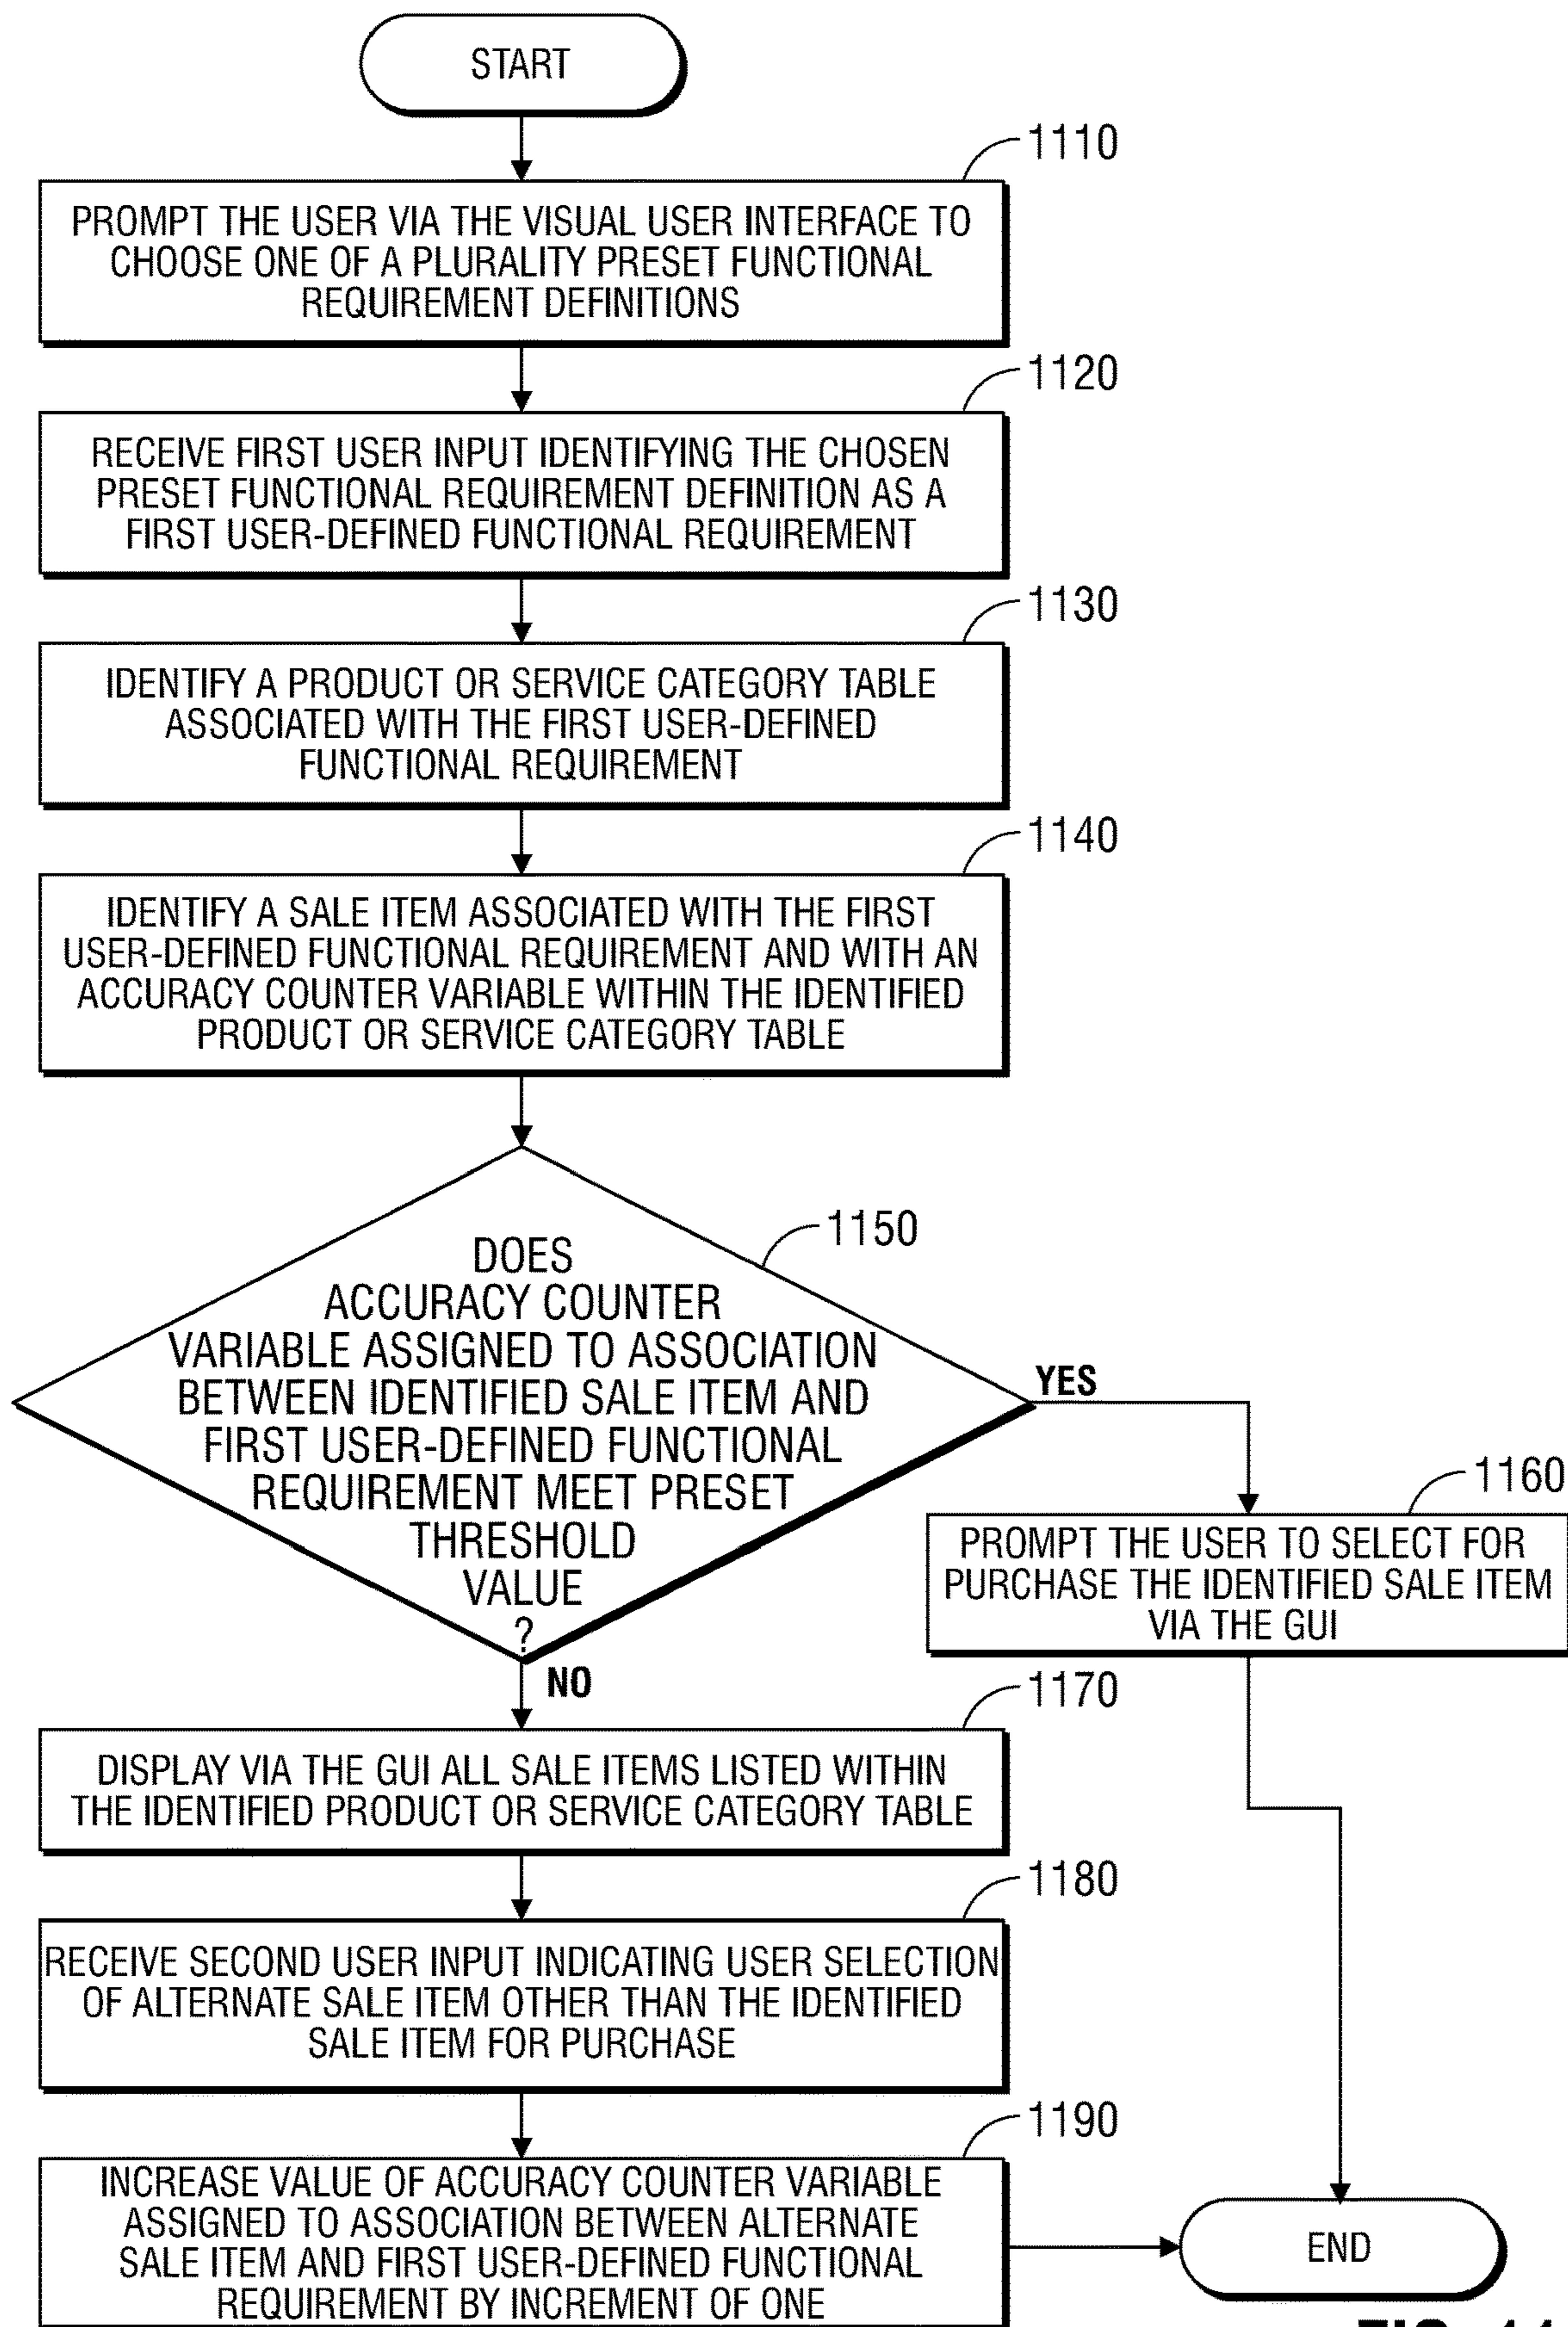 START
1110
PROMPT THE USER VIA THE VISUAL USER INTERFACE TO
CHOOSE ONE OF A PLURALITY PRESET FUNCTIONAL
REQUIREMENT DEFINITIONS
1120
RECEIVE FIRST USER INPUT IDENTIFYING THE CHOSEN
PRESET FUNCTIONAL REQUIREMENT DEFINITION AS A
FIRST USER-DEFINED FUNCTIONAL REQUIREMENT
1130
IDENTIFY A PRODUCT OR SERVICE CATEGORY TABLE
ASSOCIATED WITH THE FIRST USER-DEFINED
FUNCTIONAL REQUIREMENT
1140
IDENTIFY A SALE ITEM ASSOCIATED WITH THE FIRST
USER-DEFINED FUNCTIONAL REQUIREMENT AND WITH AN
ACCURACY COUNTER VARIABLE WITHIN THE IDENTIFIED
PRODUCT OR SERVICE CATEGORY TABLE
1150
DOES
ACCURACY COUNTER
VARIABLE ASSIGNED TO ASSOCIATION
BETWEEN IDENTIFIED SALE ITEM AND
FIRST USER-DEFINED FUNCTIONAL
REQUIREMENT MEET PRESET
THRESHOLD
VALUE
?
YES
1160
PROMPT THE USER TO SELECT FOR
PURCHASE THE IDENTIFIED SALE ITEM
VIA THE GUI
NO
1170
DISPLAY VIA THE GUI ALL SALE ITEMS LISTED WITHIN
THE IDENTIFIED PRODUCT OR SERVICE CATEGORY TABLE
1180
RECEIVE SECOND USER INPUT INDICATING USER SELECTION
OF ALTERNATE SALE ITEM OTHER THAN THE IDENTIFIED
SALE ITEM FOR PURCHASE
1190
INCREASE VALUE OF ACCURACY COUNTER VARIABLE
ASSIGNED TO ASSOCIATION BETWEEN ALTERNATE
SALE ITEM AND FIRST USER-DEFINED FUNCTIONAL
REQUIREMENT BY INCREMENT OF ONE
END